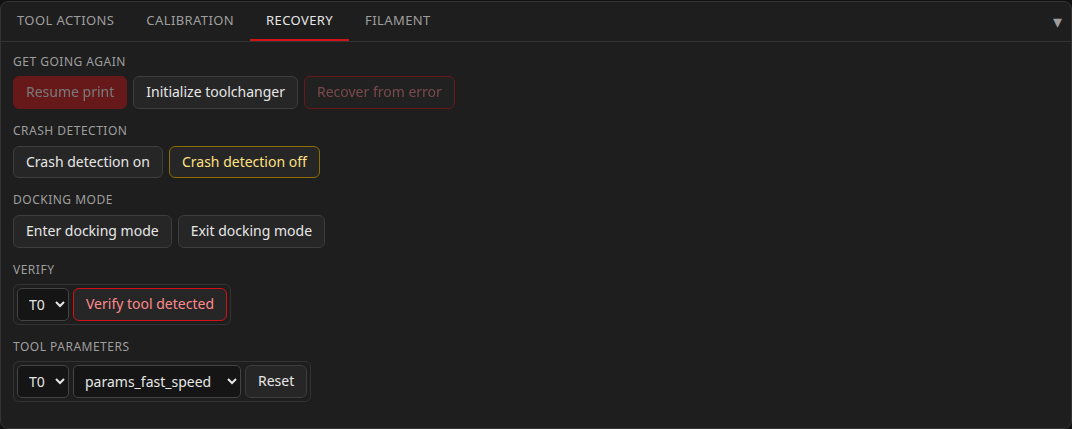 TOOL ACTIONS CALIBRATION RECOVERY FILAMENT ▼
GET GOING AGAIN
Resume print Initialize toolchanger Recover from error
CRASH DETECTION
Crash detection on Crash detection off
DOCKING MODE
Enter docking mode Exit docking mode
VERIFY
T0 Verify tool detected
TOOL PARAMETERS
T0 params_fast_speed Reset